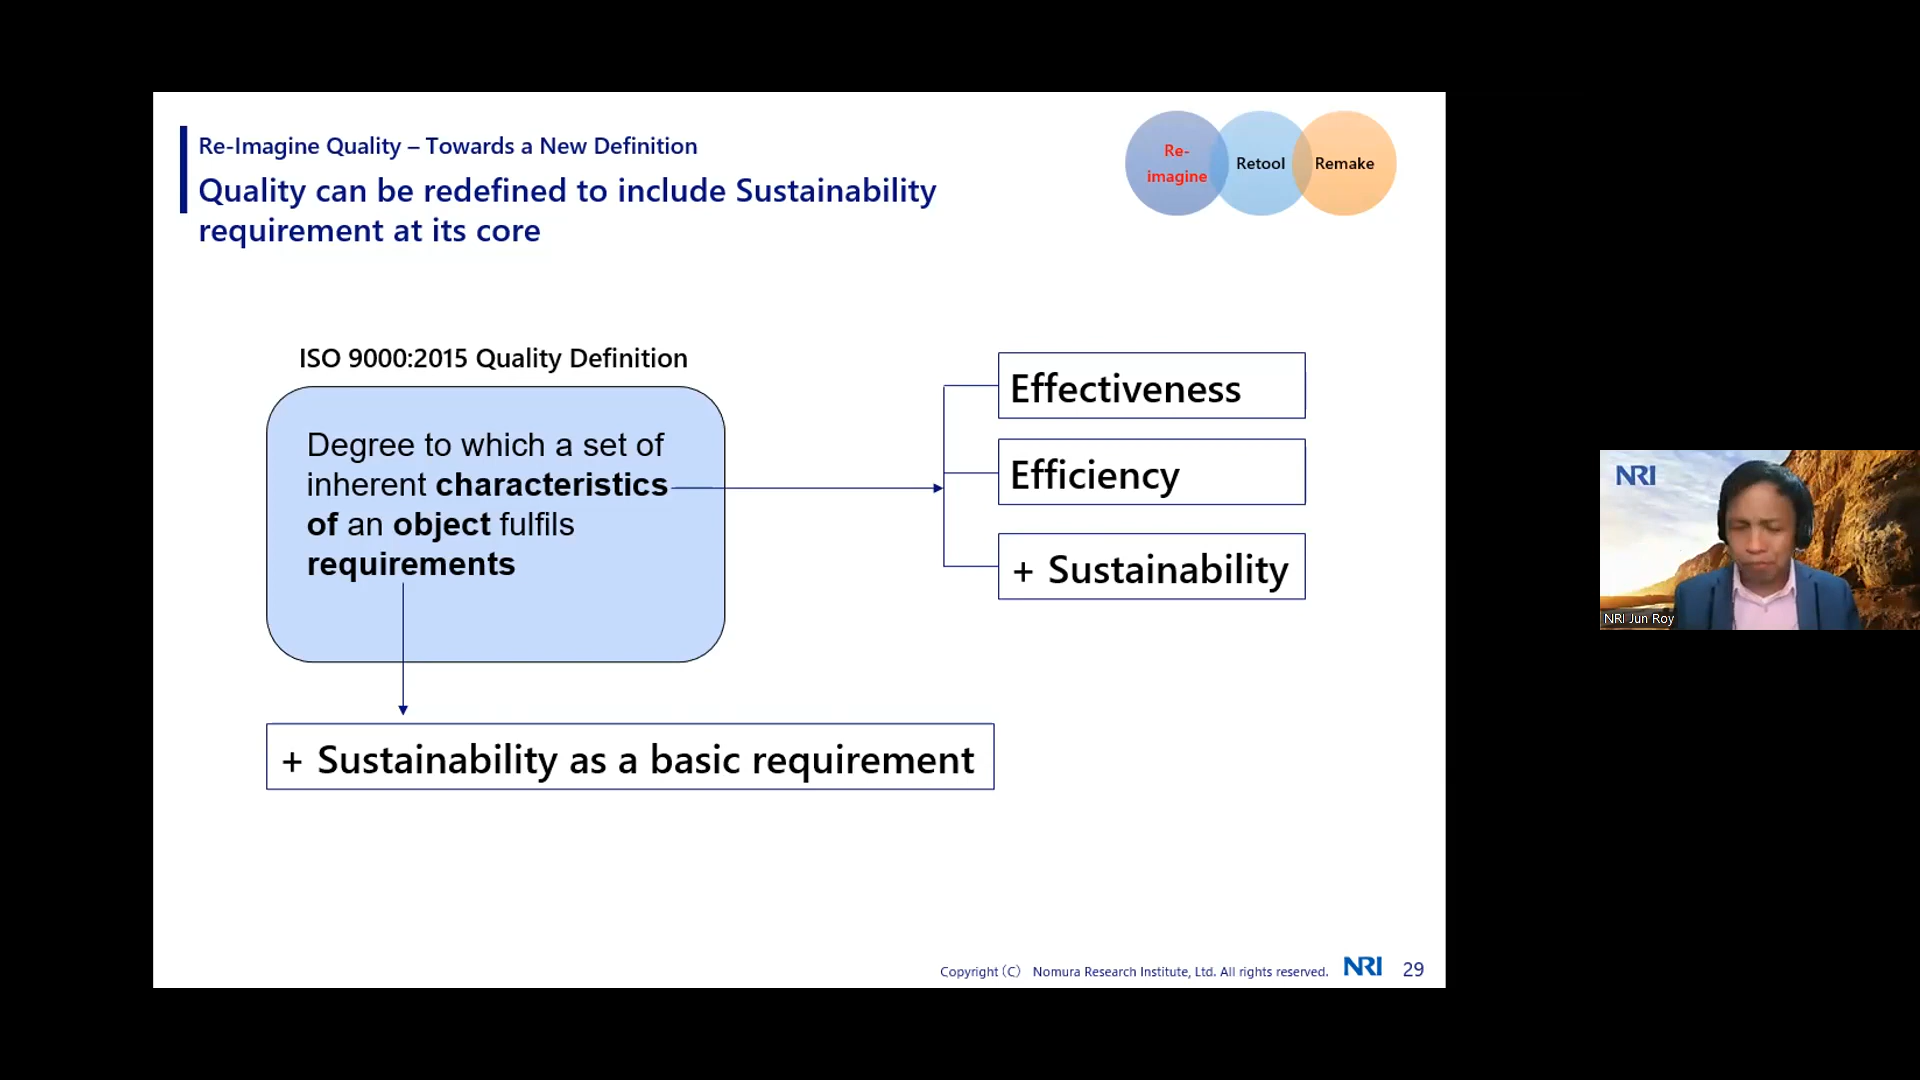 Re-Imagine Quality – Towards a New Definition
Quality can be redefined to include Sustainability
requirement at its core
Re-
imagine
Retool
Remake
ISO 9000:2015 Quality Definition
Degree to which a set of
inherent characteristics
of an object fulfils
requirements
Effectiveness
Efficiency
+ Sustainability
+ Sustainability as a basic requirement
Copyright (C) Nomura Research Institute, Ltd. All rights reserved.
NRI
29
NRI
NRI Jun Roy